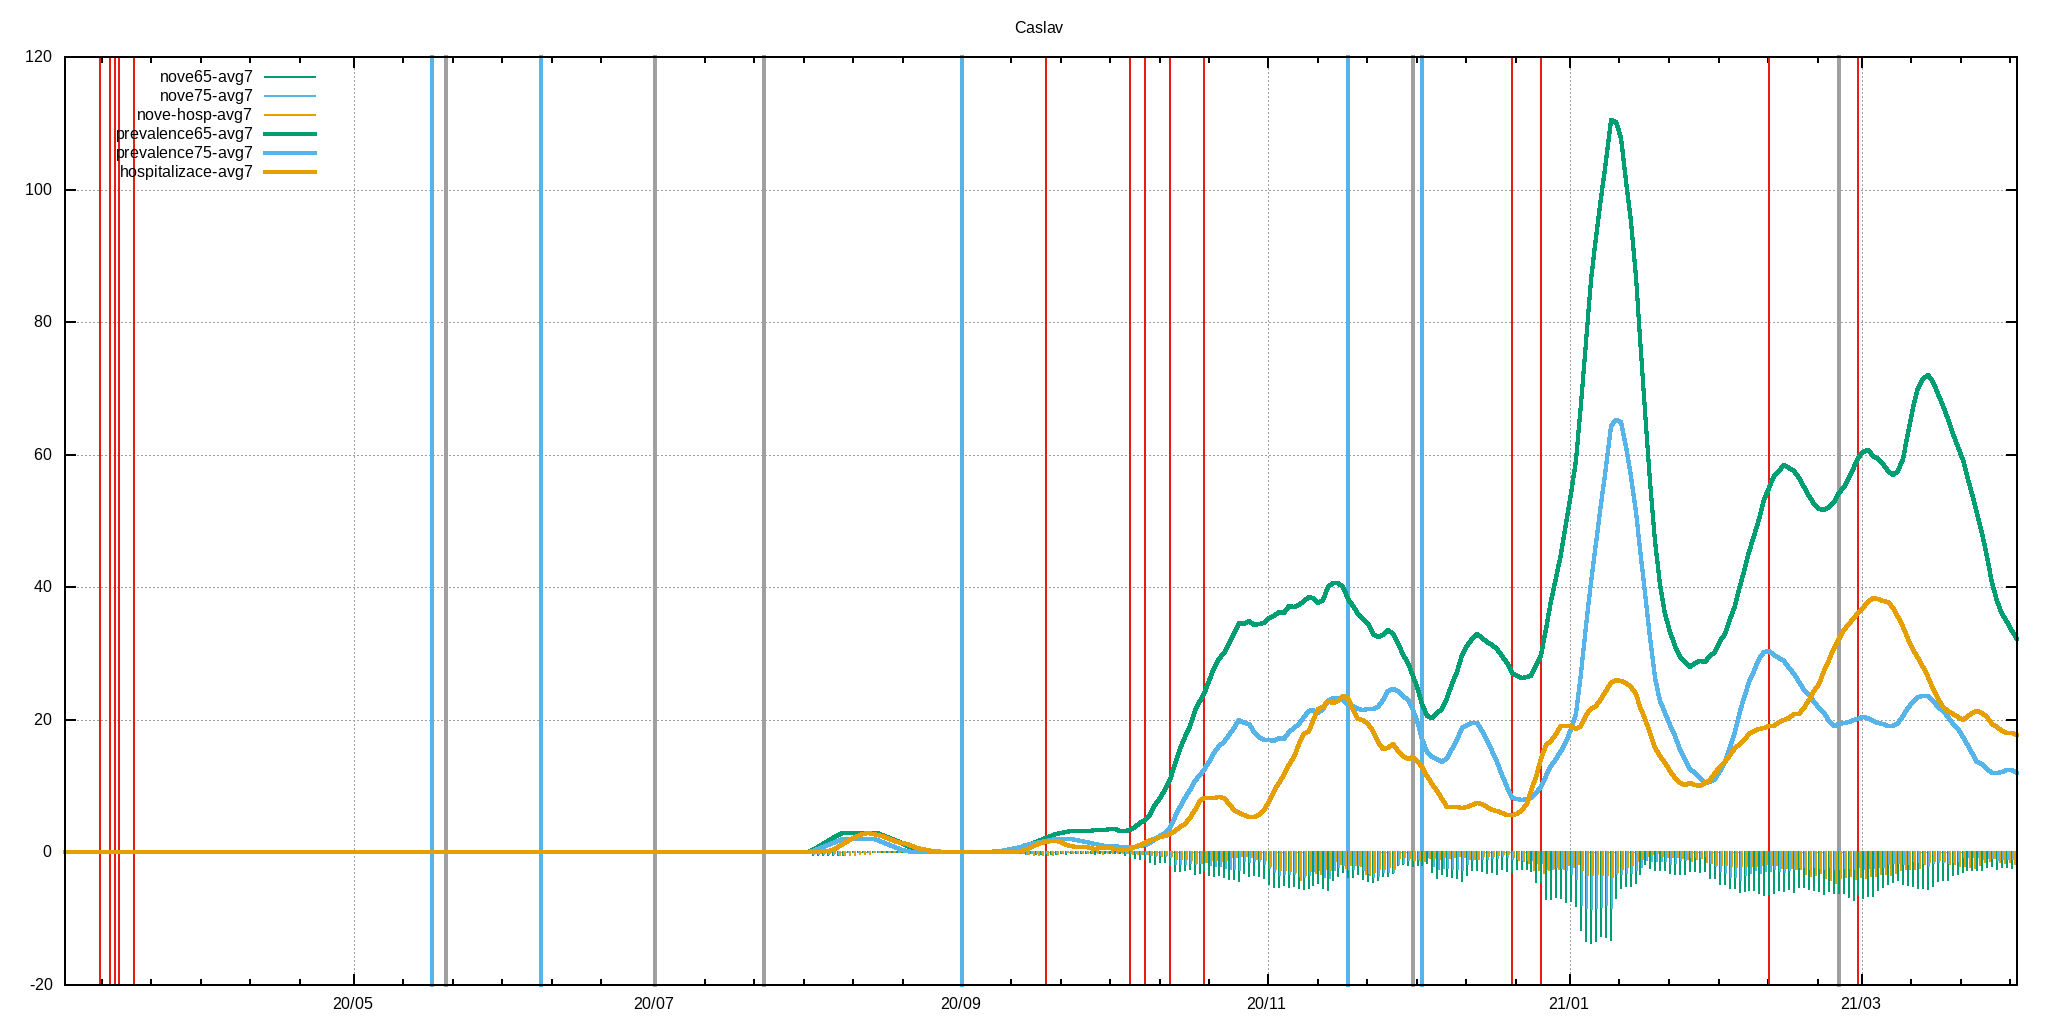 Caslav
120
nove65-avg7
nove75-avg7
nove-hosp-avg7
prevalence65-avg7
prevalence75-avg7
hospitalizace-avg7
100
80
60
40
20
0
-20
20/05 20/07 20/09 20/11 21/01 21/03